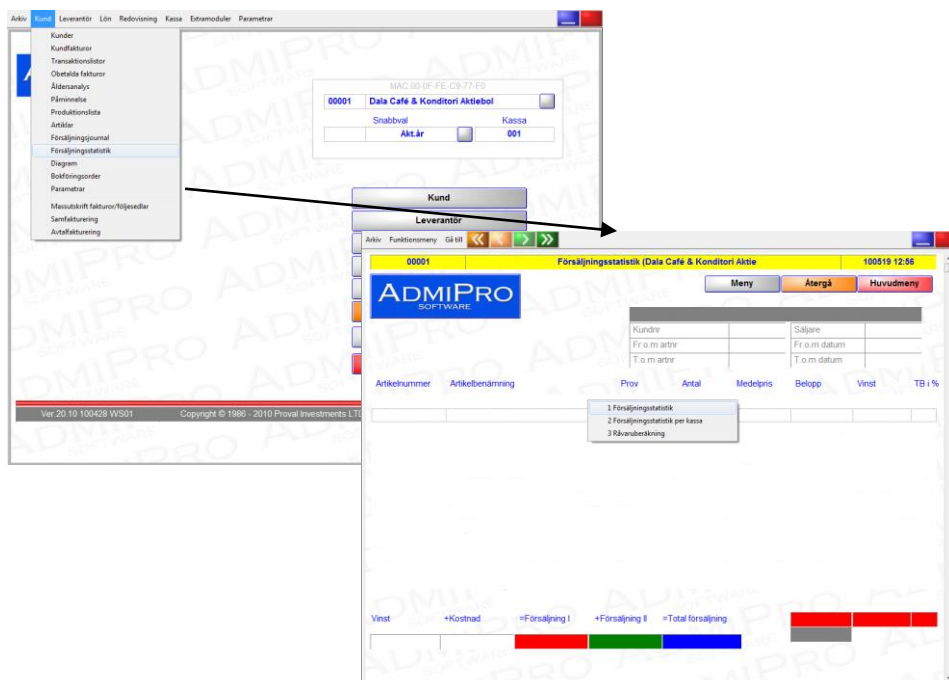 Arkiv Kund Leverantör Lön Redovisning Kassa Extramoduler Parametrar
Kunder
Kundfakturor
Transaktionslistor
Obetalda fakturor
Åldersanalys
Påminnelse
Produktionslista
Artiklar
Försäljningsjournal
Försäljningsstatistik
Diagram
Bokföringsorder
Parametrar
Massutskrift fakturor/följesedlar
Samfakturering
Avtalfakturering
MAC:00-0F-FE-C9-77-F0
00001 Dala Café & Konditori Aktiebol
Snabbval Kassa
Akt.år 001
Kund
Leverantör
Ver.20.10 100428 WS01 Copyright © 1986 - 2010 Proval Investments LT
Arkiv Funktionsmeny Gå till
00001 Försäljningsstatistik (Dala Café & Konditori Aktie 100519 12:56
ADMIPRO
SOFTWARE
Meny Återgå Huvudmeny
Kundnr Säljare
Fr.o.m artnr Fr.o.m datum
T.o.m artnr T.o.m datum
Artikelnummer Artikelbenämning Prov Antal Medelpris Belopp Vinst TB i %
1 Försäljningsstatistik
2 Försäljningsstatistik per kassa
3 Råvaruberäkning
Vinst +Kostnad =Försäljning I +Försäljning II =Total försäljning